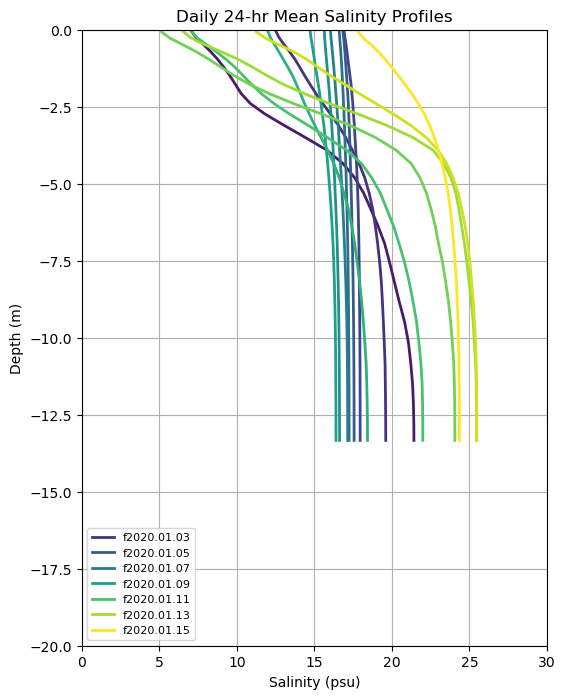 Daily 24-hr Mean Salinity Profiles
0.0
−2.5
−5.0
−7.5
−10.0
−12.5
−15.0
−17.5
−20.0
Depth (m)
f2020.01.03
f2020.01.05
f2020.01.07
f2020.01.09
f2020.01.11
f2020.01.13
f2020.01.15
0 5 10 15 20 25 30
Salinity (psu)